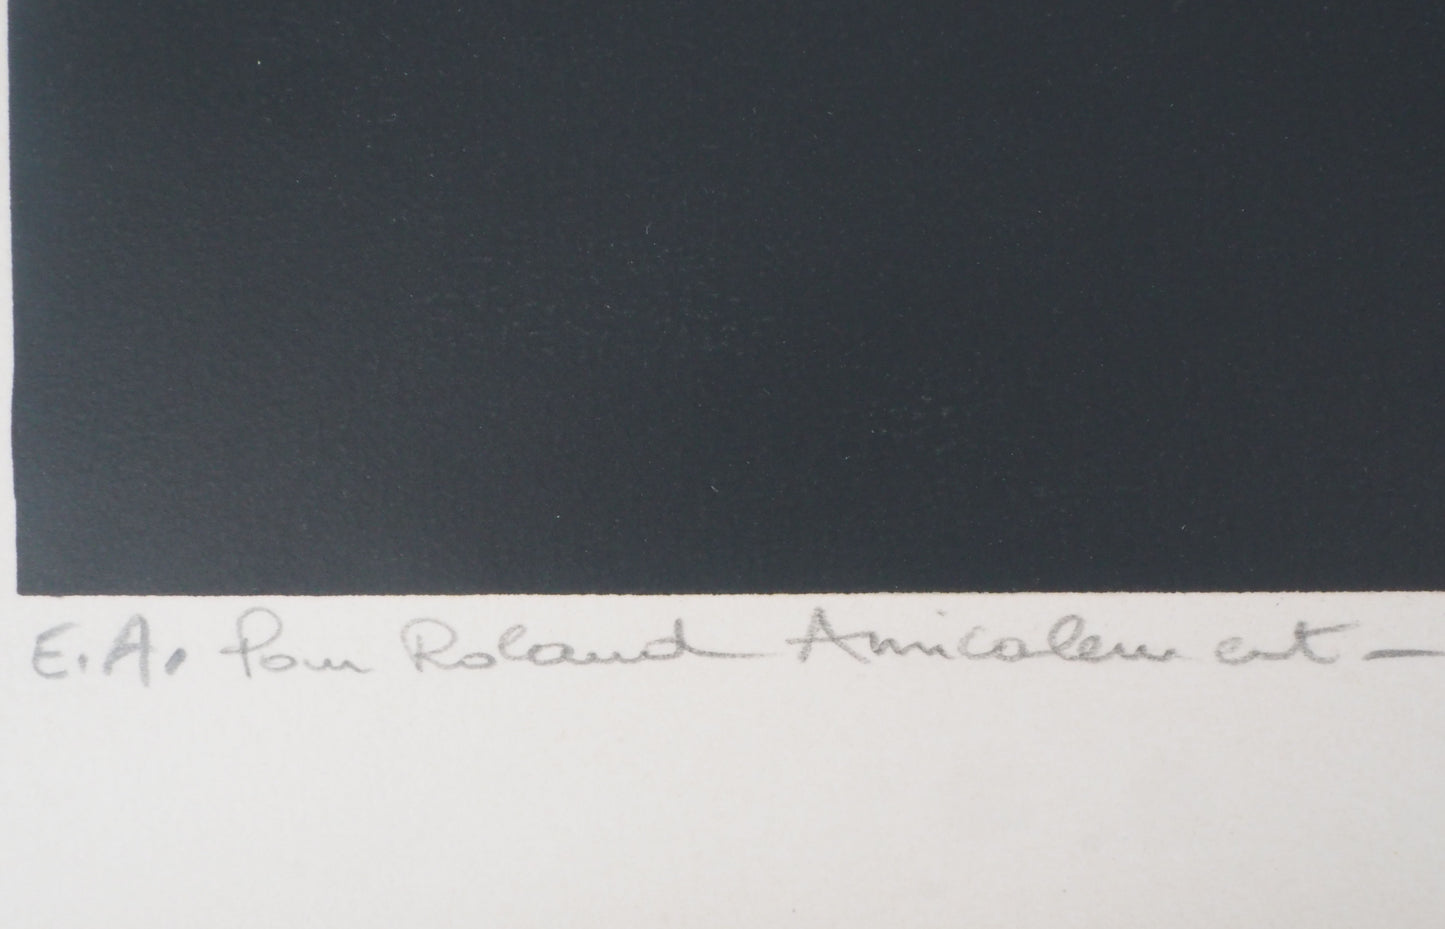 E.A. Pour Roland Amicalement —